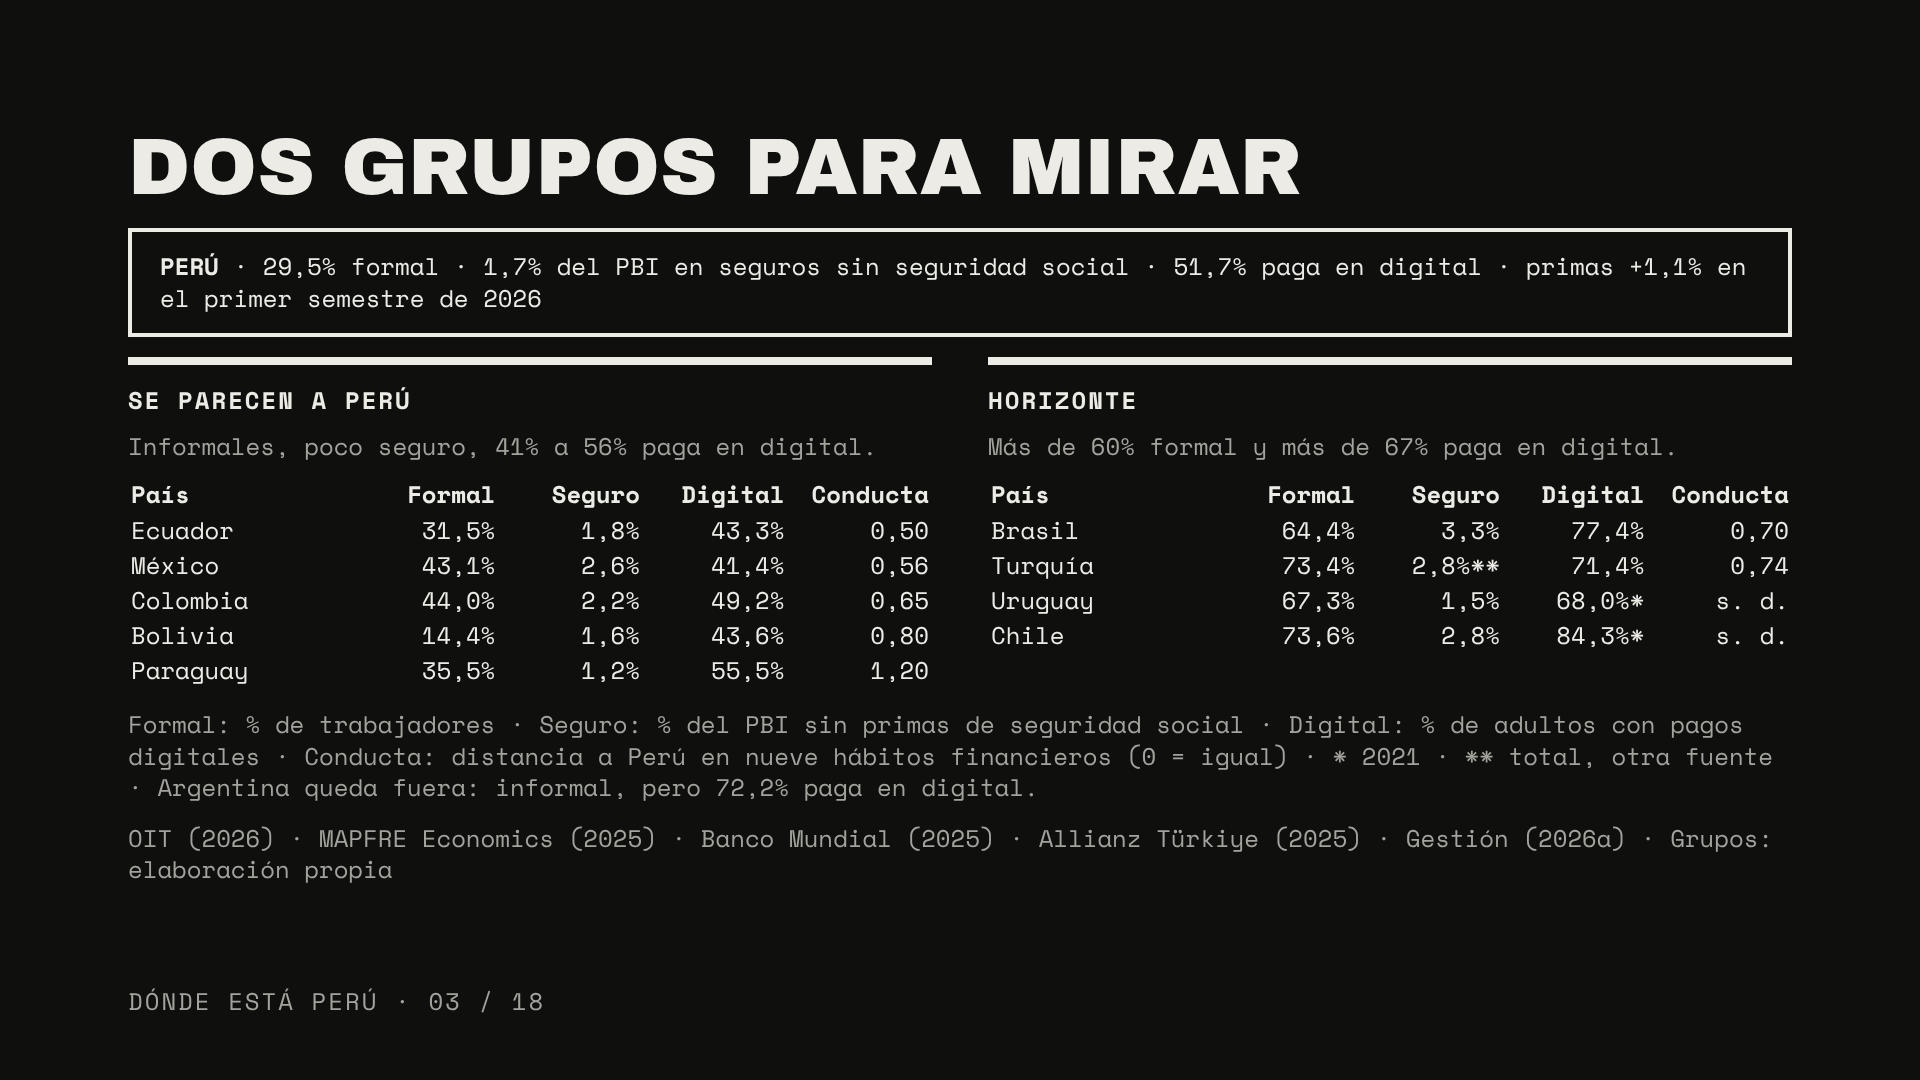 DOS GRUPOS PARA MIRAR
PERÚ · 29,5% formal · 1,7% del PBI en seguros sin seguridad social · 51,7% paga en digital · primas +1,1% en
el primer semestre de 2026
SE PARECEN A PERÚ
Informales, poco seguro, 41% a 56% paga en digital.
País Formal Seguro Digital Conducta
Ecuador 31,5% 1,8% 43,3% 0,50
México 43,1% 2,6% 41,4% 0,56
Colombia 44,0% 2,2% 49,2% 0,65
Bolivia 14,4% 1,6% 43,6% 0,80
Paraguay 35,5% 1,2% 55,5% 1,20
HORIZONTE
Más de 60% formal y más de 67% paga en digital.
País Formal Seguro Digital Conducta
Brasil 64,4% 3,3% 77,4% 0,70
Turquía 73,4% 2,8%** 71,4% 0,74
Uruguay 67,3% 1,5% 68,0%* s. d.
Chile 73,6% 2,8% 84,3%* s. d.
Formal: % de trabajadores · Seguro: % del PBI sin primas de seguridad social · Digital: % de adultos con pagos
digitales · Conducta: distancia a Perú en nueve hábitos financieros (0 = igual) · * 2021 · ** total, otra fuente
· Argentina queda fuera: informal, pero 72,2% paga en digital.
OIT (2026) · MAPFRE Economics (2025) · Banco Mundial (2025) · Allianz Türkiye (2025) · Gestión (2026a) · Grupos:
elaboración propia
DÓNDE ESTÁ PERÚ · 03 / 18